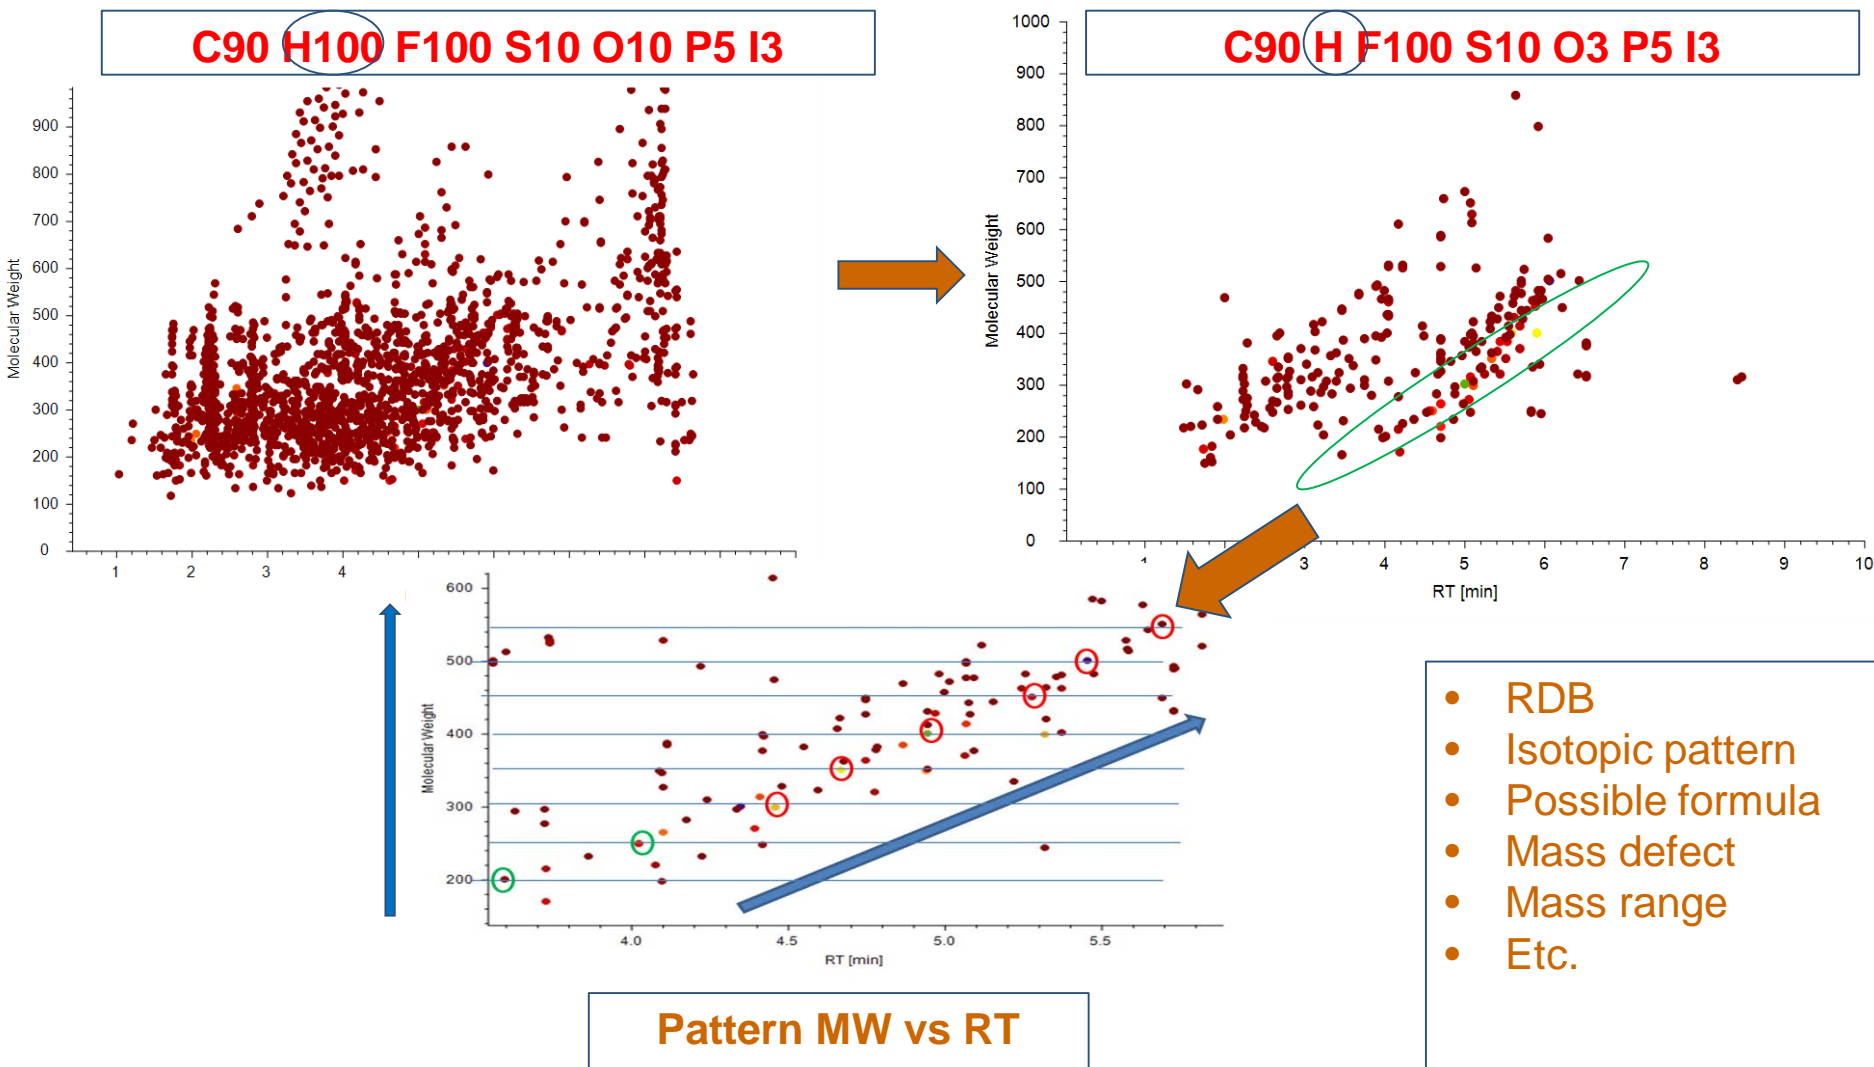 C90 H100 F100 S10 O10 P5 I3
C90 H F100 S10 O3 P5 I3
Molecular Weight
900
800
700
600
500
400
300
200
100
0
1 2 3 4
Molecular Weight
1000
900
800
700
600
500
400
300
200
100
0
1 3 4 5 6 7 8 9 10
RT [min]
Molecular Weight
600
500
400
300
200
4.0 4.5 5.0 5.5
RT [min]
• RDB
• Isotopic pattern
• Possible formula
• Mass defect
• Mass range
• Etc.
Pattern MW vs RT